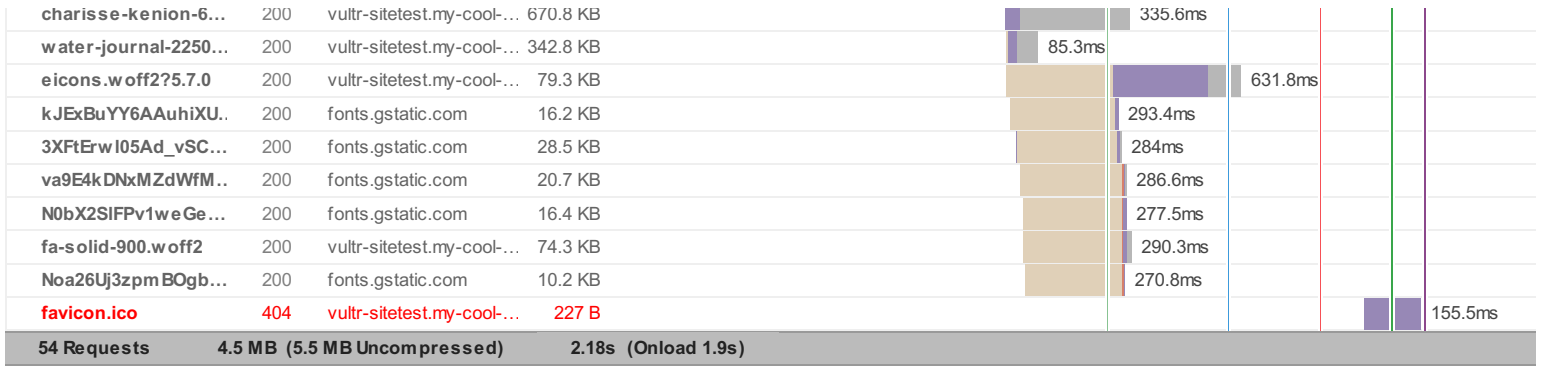 charisse-kenion-6... 200 vultr-sitetest.my-cool-... 670.8 KB 335.6ms
water-journal-2250... 200 vultr-sitetest.my-cool-... 342.8 KB 85.3ms
eicons.woff2?5.7.0 200 vultr-sitetest.my-cool-... 79.3 KB 631.8ms
kJExBuYY6AAuhiXU.. 200 fonts.gstatic.com 16.2 KB 293.4ms
3XFtErwI05Ad_vSC... 200 fonts.gstatic.com 28.5 KB 284ms
va9E4kDNxMZdWfM.. 200 fonts.gstatic.com 20.7 KB 286.6ms
N0bX2SlFPv1weGe... 200 fonts.gstatic.com 16.4 KB 277.5ms
fa-solid-900.woff2 200 vultr-sitetest.my-cool-... 74.3 KB 290.3ms
Noa26Uj3zpmBOgb... 200 fonts.gstatic.com 10.2 KB 270.8ms
favicon.ico 404 vultr-sitetest.my-cool-... 227 B 155.5ms
54 Requests 4.5 MB (5.5 MB Uncompressed) 2.18s (Onload 1.9s)